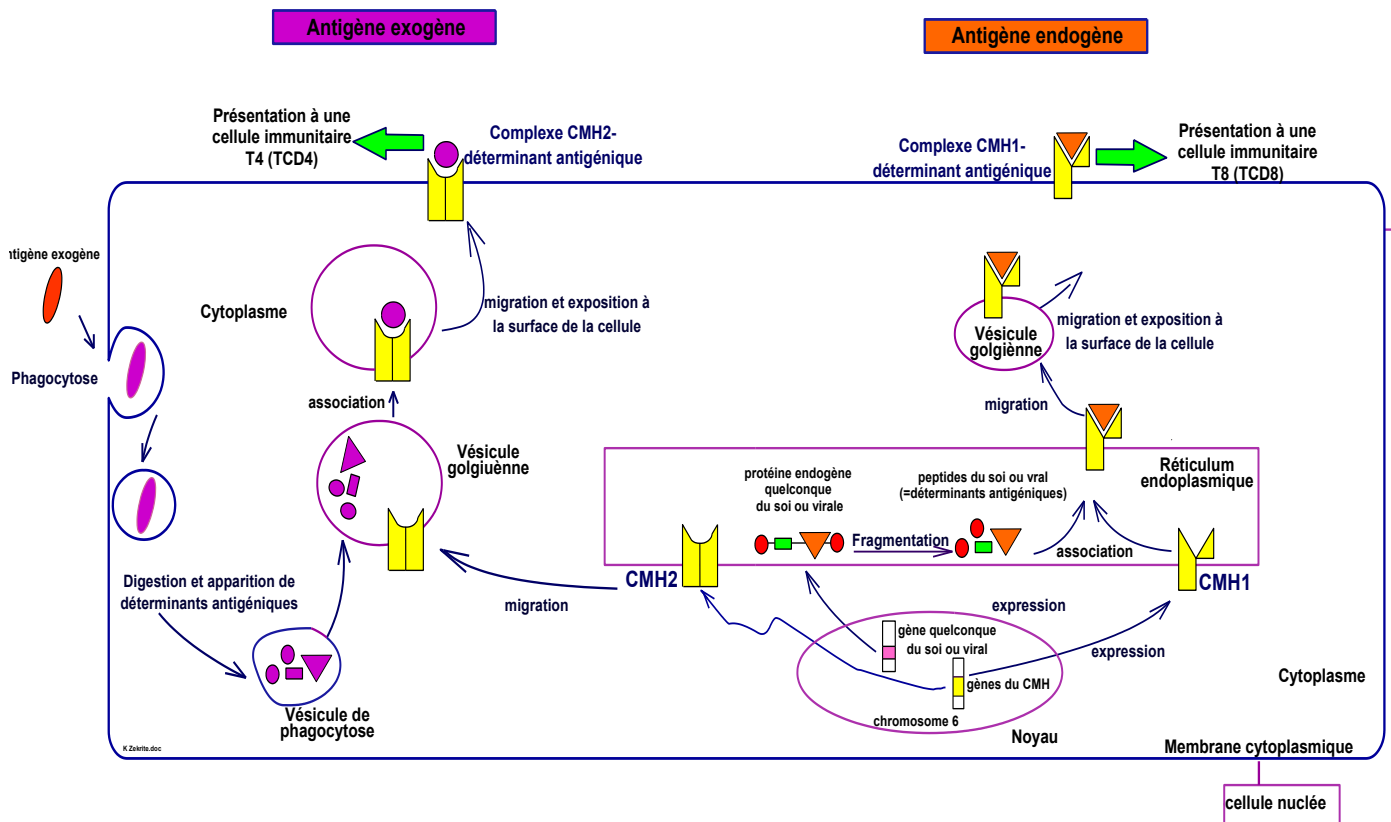 Antigène exogène
Antigène endogène
Présentation à une
cellule immunitaire
T4 (TCD4)
Complexe CMH2-
déterminant antigénique
Complexe CMH1-
déterminant antigénique
Présentation à une
cellule immunitaire
T8 (TCD8)
ntigène exogène
Phagocytose
Cytoplasme
migration et exposition à
la surface de la cellule
association
Vésicule
golgiuènne
Digestion et apparition de
déterminants antigéniques
Vésicule de
phagocytose
migration
Vésicule
golgiènne
migration et exposition à
la surface de la cellule
migration
Réticulum
endoplasmique
protéine endogène
quelconque
du soi ou virale
peptides du soi ou vral
(=déterminants antigéniques)
Fragmentation
association
CMH2
CMH1
expression
expression
gène quelconque
du soi ou viral
gènes du CMH
chromosome 6
Noyau
Cytoplasme
Membrane cytoplasmique
cellule nuclée
K Zekrite.doc